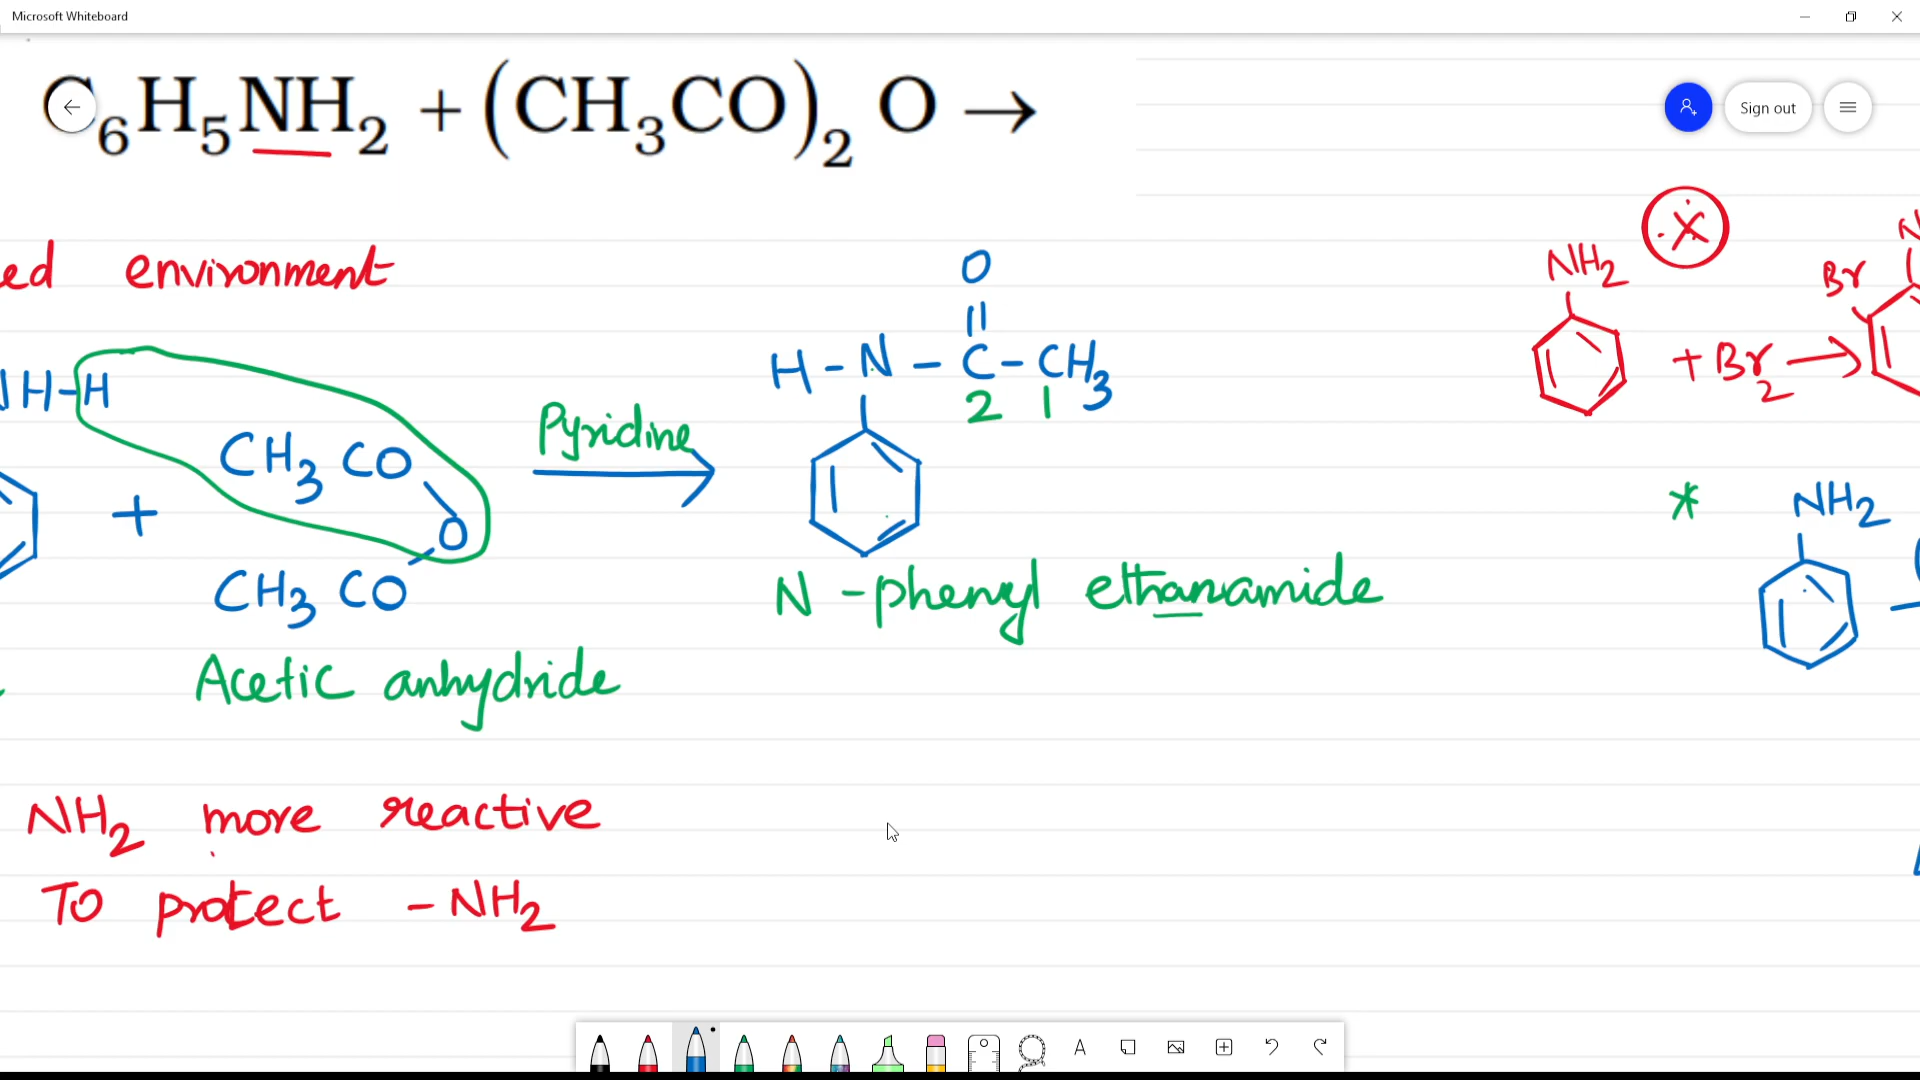 Microsoft Whiteboard
C6H5NH2 + (CH3CO)2 O →
Sign out
ed environment
NH-H
CH3 CO
+
O
CH3 CO
Acetic anhydride
Pyridine
O
||
H - N - C - CH3
2 1
N - phenyl ethanamide
NH2 more reactive
To protect - NH2
X
NH2
+ Br2 →
Br
N
*
NH2
A